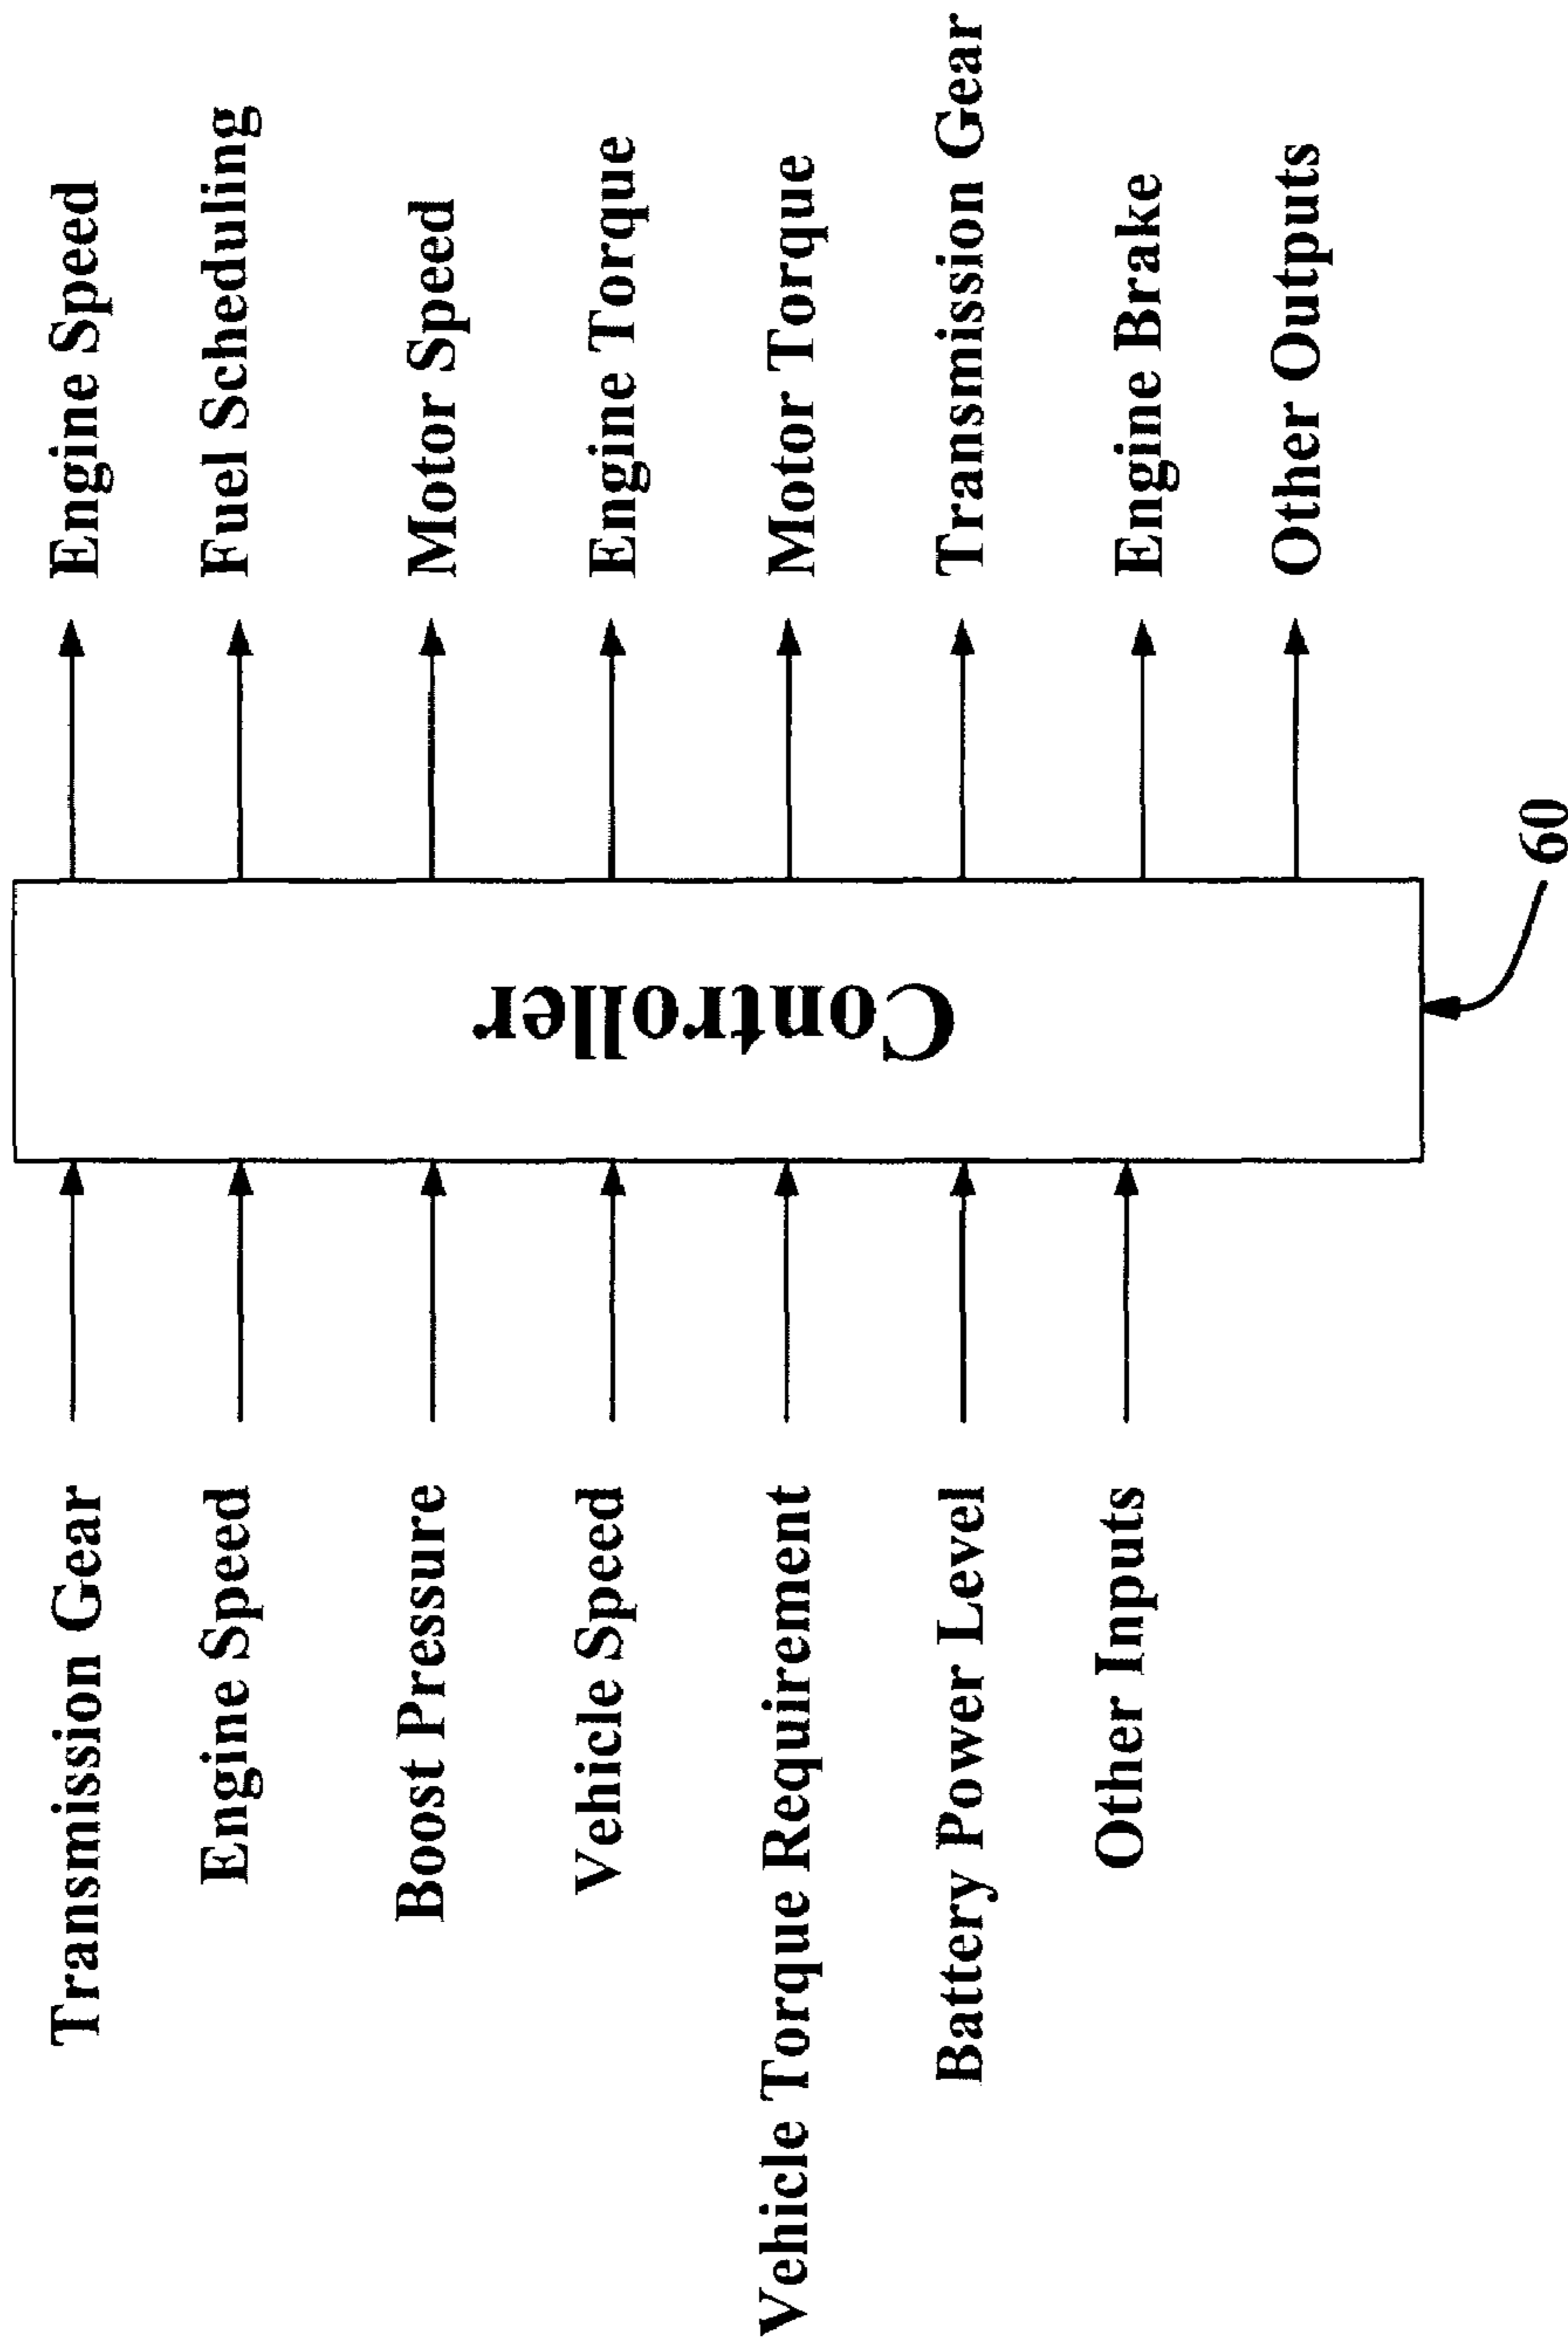 Transmission Gear
Engine Speed
Boost Pressure
Vehicle Speed
Vehicle Torque Requirement
Battery Power Level
Other Inputs
Controller
Engine Speed
Fuel Scheduling
Motor Speed
Engine Torque
Motor Torque
Transmission Gear
Engine Brake
Other Outputs
60